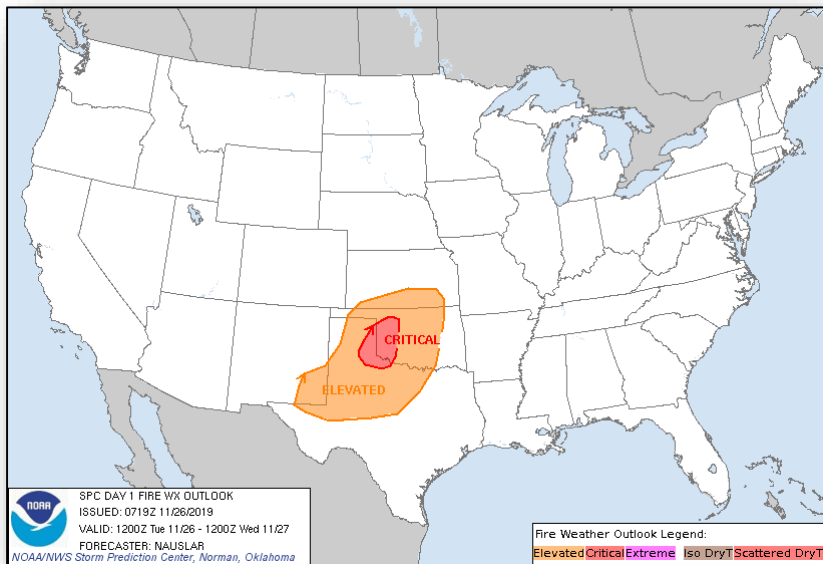 CRITICAL
ELEVATED
NOAA
SPC DAY 1 FIRE WX OUTLOOK
ISSUED: 0719Z 11/26/2019
VALID: 1200Z Tue 11/26 - 1200Z Wed 11/27
FORECASTER: NAUSLAR
NOAA/NWS Storm Prediction Center, Norman, Oklahoma
Fire Weather Outlook Legend:
Elevated Critical Extreme Iso DryT Scattered DryT